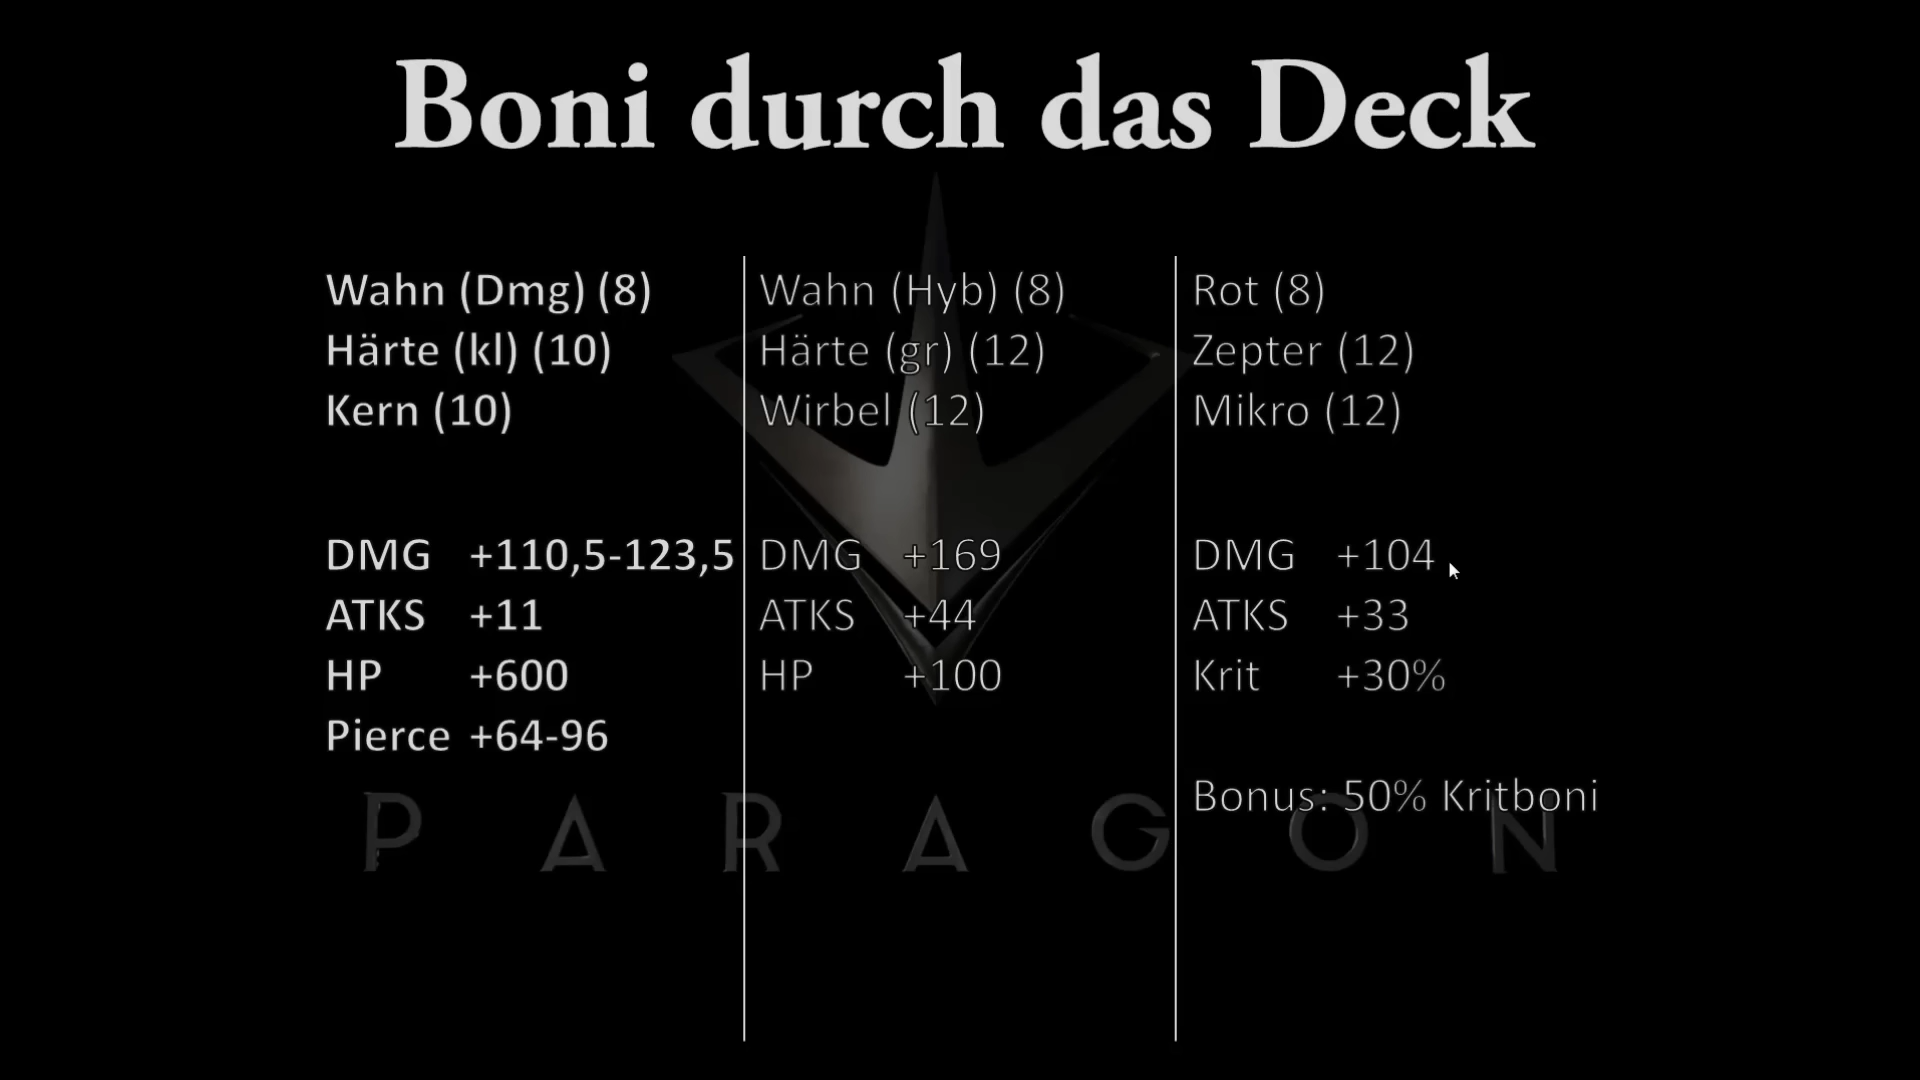 Boni durch das Deck
Wahn (Dmg) (8)
Härte (kl) (10)
Kern (10)
DMG +110,5-123,5
ATKS +11
HP +600
Pierce +64-96
Wahn (Hyb) (8)
Härte (gr) (12)
Wirbel (12)
DMG +169
ATKS +44
HP +100
Rot (8)
Zepter (12)
Mikro (12)
DMG +104
ATKS +33
Krit +30%
Bonus: 50% Kritboni
PARAGON